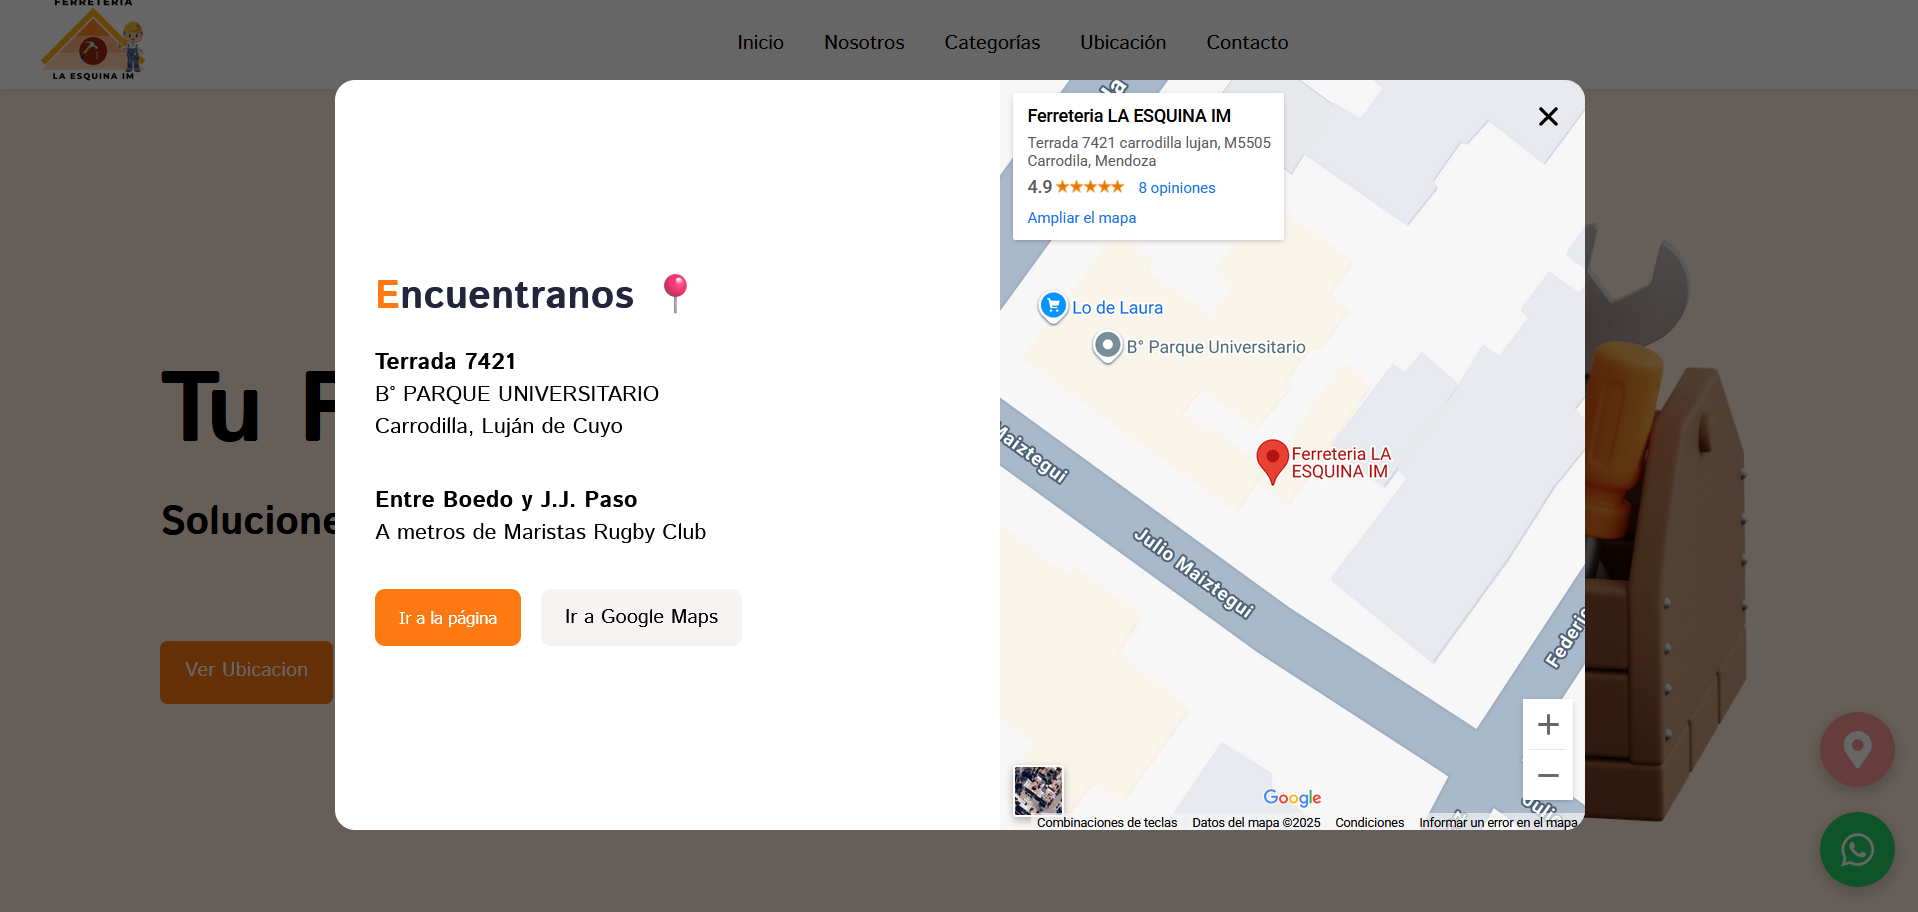 FERRETERIA
LA ESQUINA IM
Inicio
Nosotros
Categorías
Ubicación
Contacto
Tu F
Solucione
Ver Ubicacion
Encuentranos
Terrada 7421
B° PARQUE UNIVERSITARIO
Carrodilla, Luján de Cuyo
Entre Boedo y J.J. Paso
A metros de Maristas Rugby Club
Ir a la página
Ir a Google Maps
La
Ferreteria LA ESQUINA IM
Terrada 7421 carrodilla lujan, M5505
Carrodila, Mendoza
4.9
8 opiniones
Ampliar el mapa
Lo de Laura
B° Parque Universitario
Maiztegui
Ferreteria LA
ESQUINA IM
Julio Maiztegui
Federic
Julio
Google
Combinaciones de teclas
Datos del mapa ©2025
Condiciones
Informar un error en el mapa